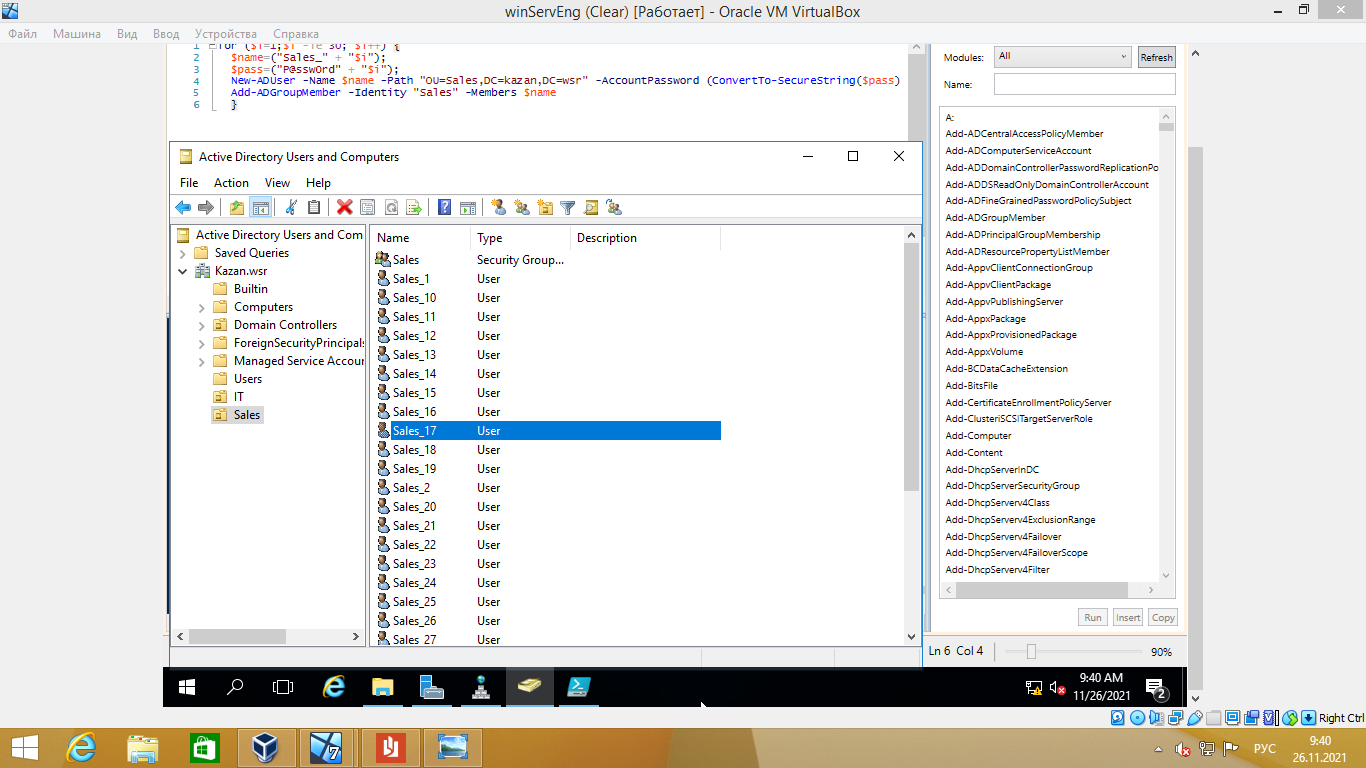 winServEng (Clear) [Работает] - Oracle VM VirtualBox
Файл Машина Вид Ввод Устройства Справка
1 for ($i=1;$i -le 30; $i++) {
2 $name=("Sales_" + "$i");
3 $pass=("P@ssw0rd" + "$i");
4 New-ADUser -Name $name -Path "OU=Sales,DC=kazan,DC=wsr" -AccountPassword (ConvertTo-SecureString($pass)
5 Add-ADGroupMember -Identity "Sales" -Members $name
6 }
Modules: All Refresh
Name:
A:
Add-ADCentralAccessPolicyMember
Add-ADComputerServiceAccount
Add-ADDomainControllerPasswordReplicationPo
Add-ADDSReadOnlyDomainControllerAccount
Add-ADFineGrainedPasswordPolicySubject
Add-ADGroupMember
Add-ADPrincipalGroupMembership
Add-ADResourcePropertyListMember
Add-AppvClientConnectionGroup
Add-AppvClientPackage
Add-AppvPublishingServer
Add-AppxPackage
Add-AppxProvisionedPackage
Add-AppxVolume
Add-BCDataCacheExtension
Add-BitsFile
Add-CertificateEnrollmentPolicyServer
Add-ClusteriSCSITargetServerRole
Add-Computer
Add-Content
Add-DhcpServerInDC
Add-DhcpServerSecurityGroup
Add-DhcpServerv4Class
Add-DhcpServerv4ExclusionRange
Add-DhcpServerv4Failover
Add-DhcpServerv4FailoverScope
Add-DhcpServerv4Filter
Run Insert Copy
Ln 6 Col 4 90%
Active Directory Users and Computers
File Action View Help
Active Directory Users and Com
Saved Queries
Kazan.wsr
Builtin
Computers
Domain Controllers
ForeignSecurityPrincipals
Managed Service Accour
Users
IT
Sales
Name Type Description
Sales Security Group...
Sales_1 User
Sales_10 User
Sales_11 User
Sales_12 User
Sales_13 User
Sales_14 User
Sales_15 User
Sales_16 User
Sales_17 User
Sales_18 User
Sales_19 User
Sales_2 User
Sales_20 User
Sales_21 User
Sales_22 User
Sales_23 User
Sales_24 User
Sales_25 User
Sales_26 User
Sales_27 User
9:40 AM
11/26/2021
2
Right Ctrl
7
РУС
9:40
26.11.2021